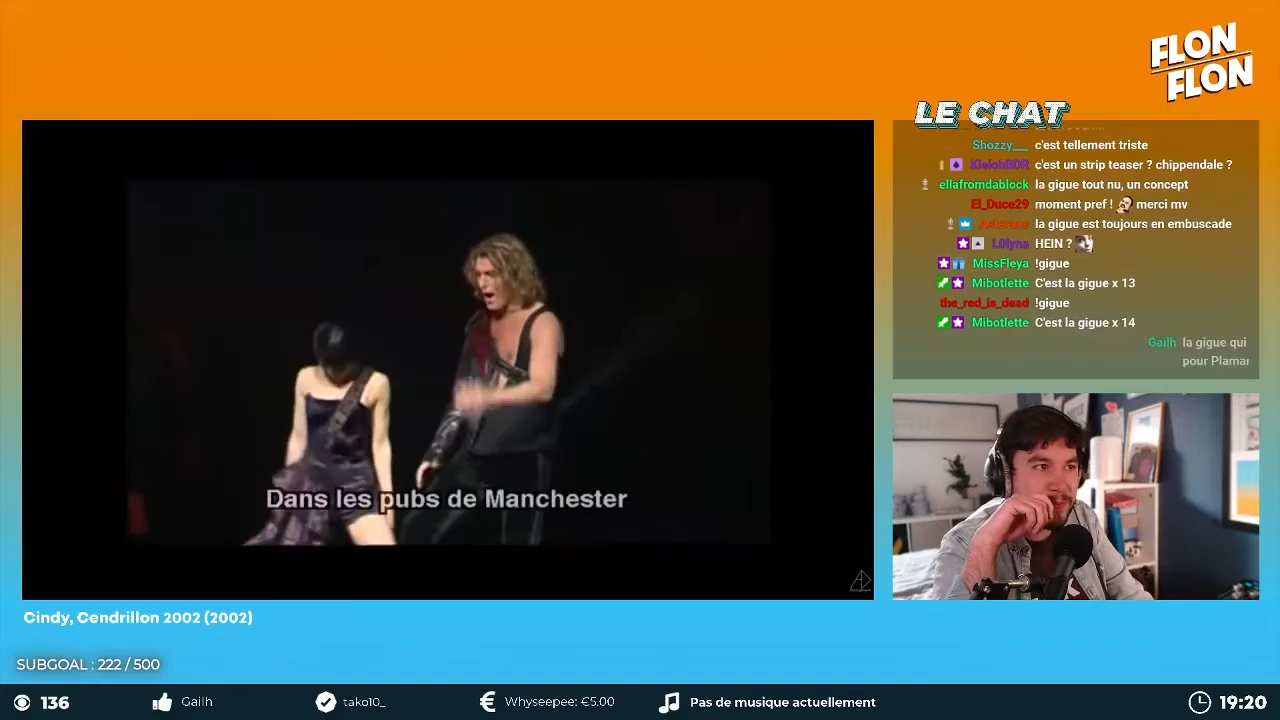 FLON
FLON
LE CHAT
Shozzy__ c'est tellement triste
KleiohBDR c'est un strip teaser ? chippendale ?
ellafromdablock la gigue tout nu, un concept
El_Duce29 moment pref ! merci mv
la gigue est toujours en embuscade
HEIN ?
MissFleya !gigue
Mibotlette C'est la gigue x 13
the_red_is_dead !gigue
Mibotlette C'est la gigue x 14
Gailh la gigue qui
pour Plamar
Dans les pubs de Manchester
Cindy, Cendrillon 2002 (2002)
SUBGOAL : 222 / 500
136 Gailh tako10_ Whyseepee: €5.00 Pas de musique actuellement 19:20